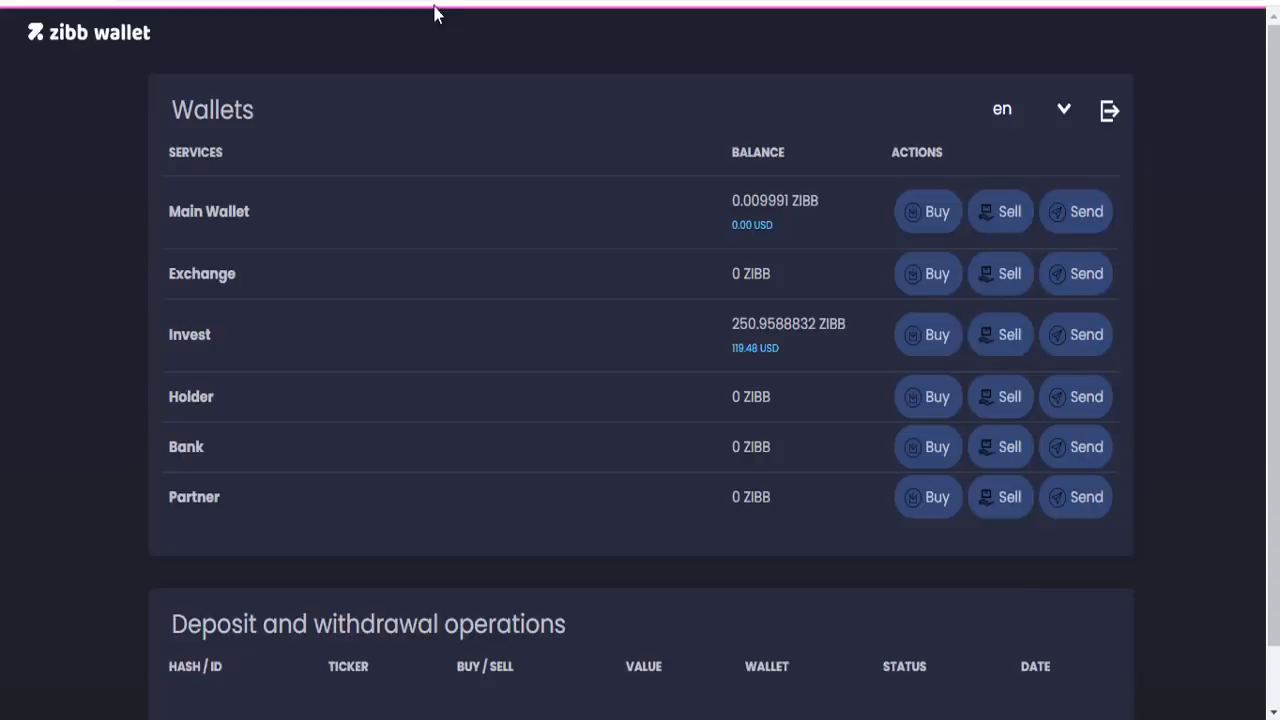 zibb wallet
Wallets
en
SERVICES BALANCE ACTIONS
Main Wallet 0.009991 ZIBB Buy Sell Send
0.00 USD
Exchange 0 ZIBB Buy Sell Send
Invest 250.9588832 ZIBB Buy Sell Send
119.48 USD
Holder 0 ZIBB Buy Sell Send
Bank 0 ZIBB Buy Sell Send
Partner 0 ZIBB Buy Sell Send
Deposit and withdrawal operations
HASH / ID TICKER BUY / SELL VALUE WALLET STATUS DATE